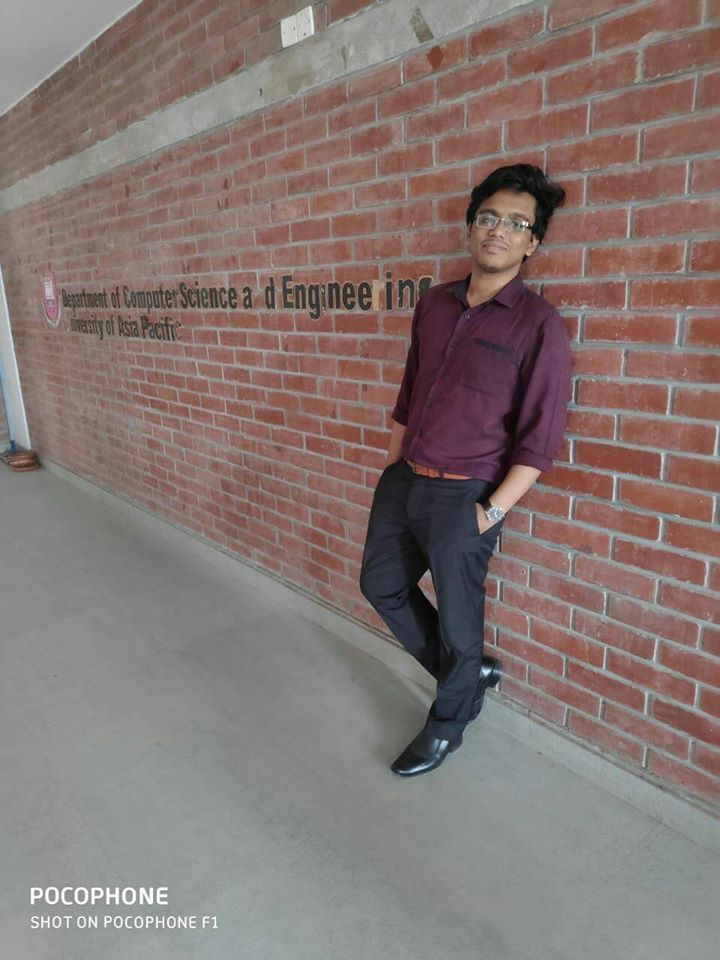 Department of Computer Science a d Enginee ing
niversity of Asia Pacific
POCOPHONE
SHOT ON POCOPHONE F1